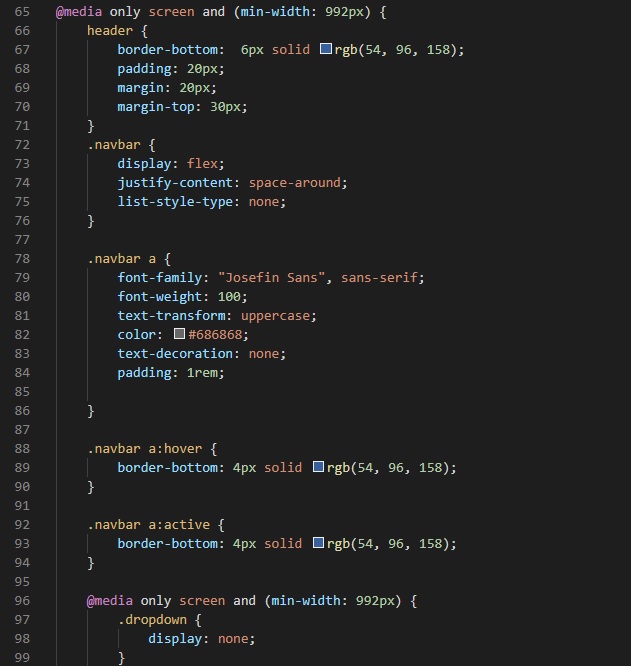 65 @media only screen and (min-width: 992px) {
66     header {
67         border-bottom:  6px solid rgb(54, 96, 158);
68         padding: 20px;
69         margin: 20px;
70         margin-top: 30px;
71     }
72     .navbar {
73         display: flex;
74         justify-content: space-around;
75         list-style-type: none;
76     }
77
78     .navbar a {
79         font-family: "Josefin Sans", sans-serif;
80         font-weight: 100;
81         text-transform: uppercase;
82         color: #686868;
83         text-decoration: none;
84         padding: 1rem;
85
86     }
87
88     .navbar a:hover {
89         border-bottom: 4px solid rgb(54, 96, 158);
90     }
91
92     .navbar a:active {
93         border-bottom: 4px solid rgb(54, 96, 158);
94     }
95
96     @media only screen and (min-width: 992px) {
97         .dropdown {
98             display: none;
99         }